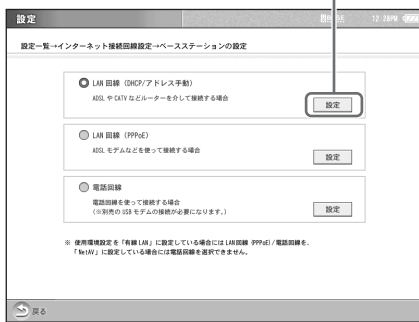 設定
12:28PM
設定一覧→インターネット接続回線設定→ベースステーションの設定
LAN 回線（DHCP/アドレス手動）
ADSL や CATV などルーターを介して接続する場合
設定
LAN 回線（PPPoE）
ADSL モデムなどを使って接続する場合
設定
電話回線
電話回線を使って接続する場合
（※別売の USB モデムの接続が必要になります。）
設定
※ 使用環境設定を「有線 LAN」に設定している場合には LAN 回線（PPPoE）/電話回線を、
「NetAV」に設定している場合には電話回線を選択できません。
戻る